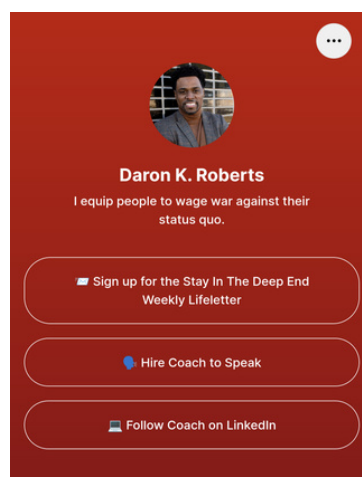 Daron K. Roberts
I equip people to wage war against their
status quo.
📨 Sign up for the Stay In The Deep End
Weekly Lifeletter
🗣️ Hire Coach to Speak
💻 Follow Coach on LinkedIn